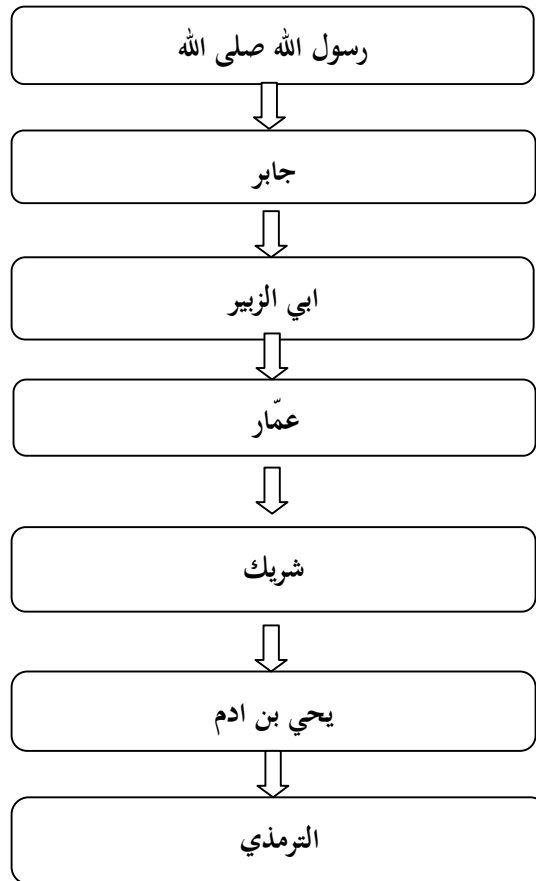 رسول الله صلى الله
جابر
ابي الزبير
عمّار
شريك
يحي بن ادم
الترمذي